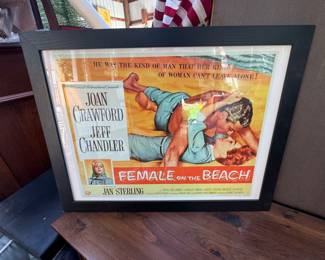 HE WAS THE KIND OF MAN THAT HER KIND
OF WOMAN CAN'T LEAVE ALONE!
JOAN
CRAWFORD
JEFF
CHANDLER
FEMALE ON THE BEACH
JAN STERLING